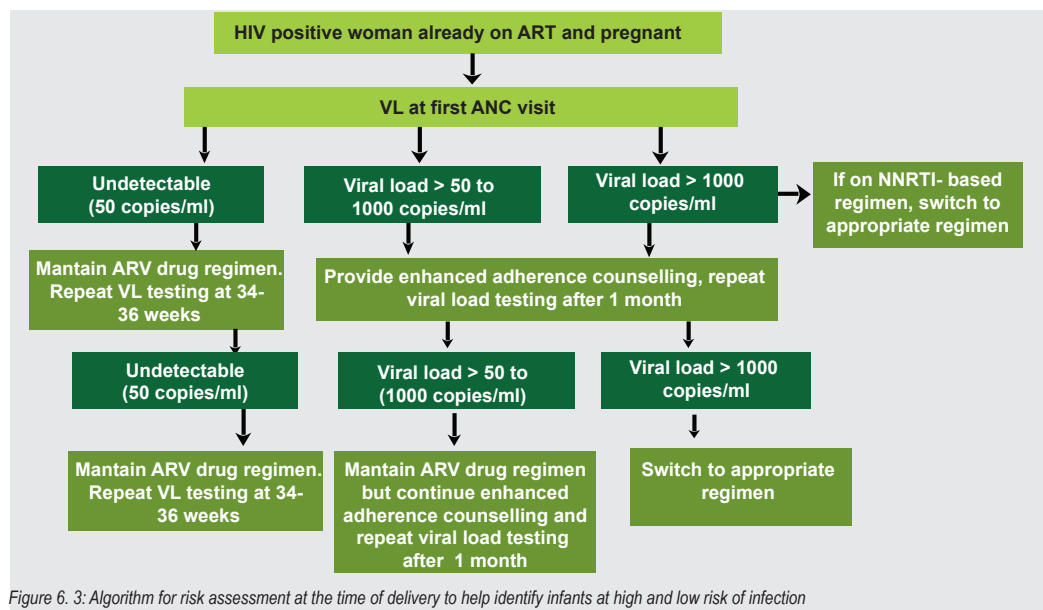 HIV positive woman already on ART and pregnant
VL at first ANC visit
Undetectable
(50 copies/ml)
Viral load > 50 to
1000 copies/ml
Viral load > 1000
copies/ml
If on NNRTI- based
regimen, switch to
appropriate regimen
Mantain ARV drug regimen.
Repeat VL testing at 34-
36 weeks
Provide enhanced adherence counselling, repeat
viral load testing after 1 month
Undetectable
(50 copies/ml)
Viral load > 50 to
(1000 copies/ml)
Viral load > 1000
copies/ml
Mantain ARV drug regimen.
Repeat VL testing at 34-
36 weeks
Mantain ARV drug regimen
but continue enhanced
adherence counselling and
repeat viral load testing
after 1 month
Switch to appropriate
regimen
Figure 6. 3: Algorithm for risk assessment at the time of delivery to help identify infants at high and low risk of infection